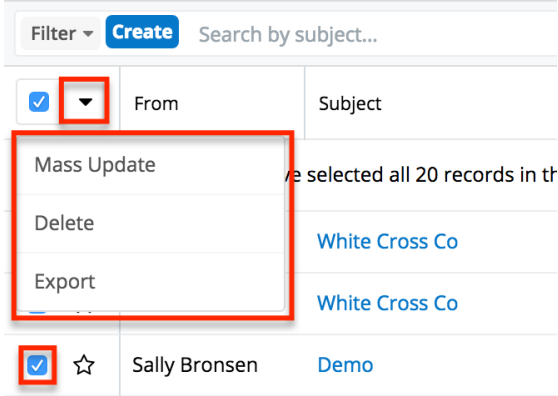 Filter Create Search by subject...
From Subject
Mass Update
selected all 20 records in
Delete
White Cross Co
Export
White Cross Co
Sally Bronsen Demo